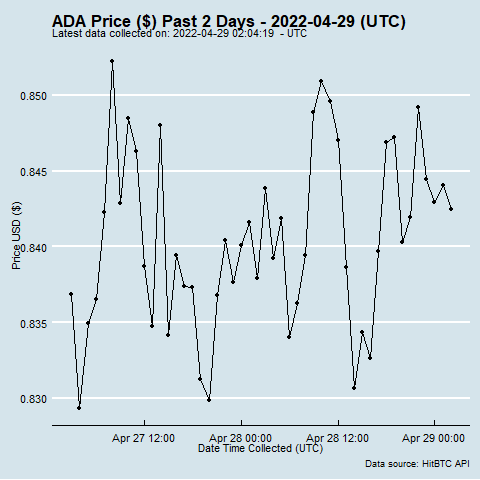 ADA Price ($) Past 2 Days - 2022-04-29 (UTC)
Latest data collected on: 2022-04-29 02:04:19 - UTC
0.850
0.845
0.840
0.835
0.830
Price USD ($)
Apr 27 12:00 Apr 28 00:00 Apr 28 12:00 Apr 29 00:00
Date Time Collected (UTC)
Data source: HitBTC API